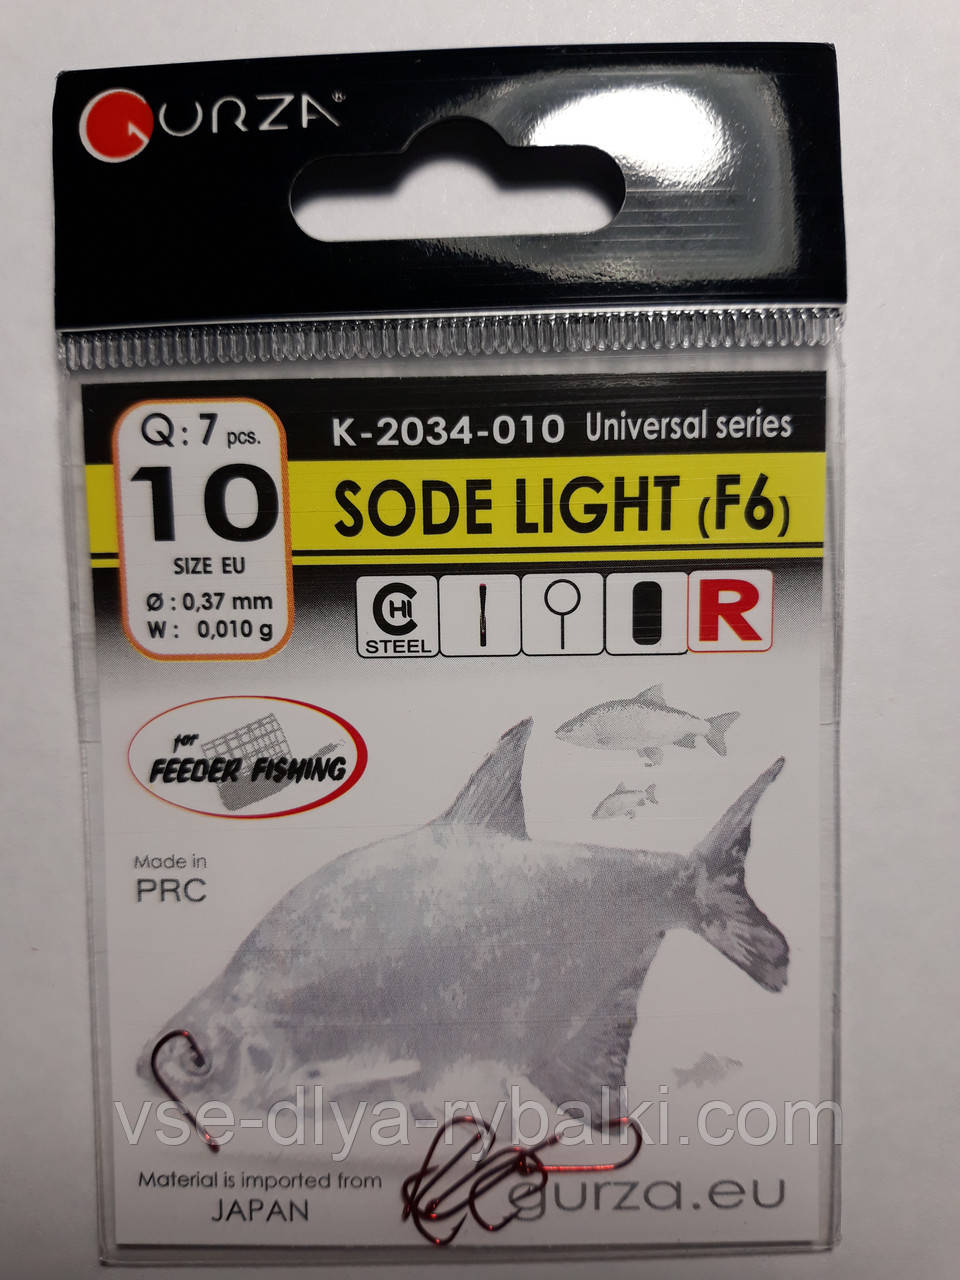 GURZA®
Q: 7 pcs.
10
SIZE EU
Ø : 0,37 mm
W : 0,010 g
K-2034-010 Universal series
SODE LIGHT (F6)
C HI
STEEL
R
for
FEEDER FISHING
Made in
PRC
vse-dlya-rybalki.com
Material is imported from
JAPAN
gurza.eu